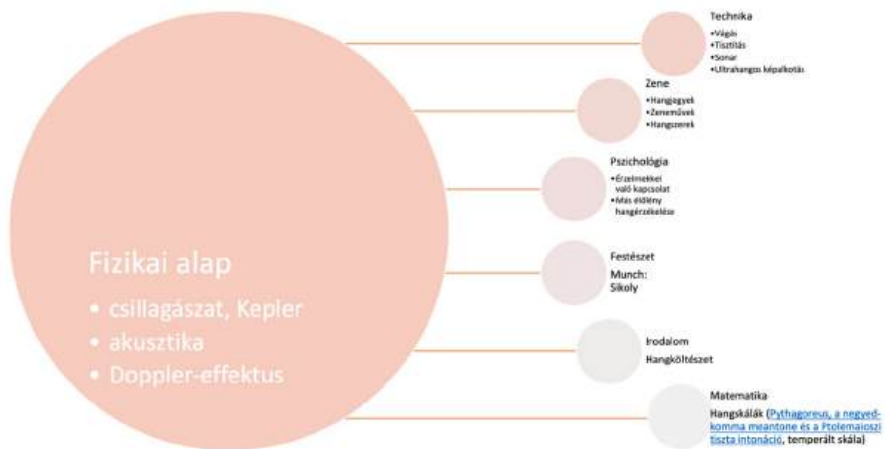 Fizikai alap
• csillagászat, Kepler
• akusztika
• Doppler-effektus
Technika
•Vágás
•Tisztítás
•Sonar
•Ultrahangos képalkotás
Zene
•Hangjegyek
•Zeneművek
•Hangszerek
Pszichológia
•Érzelmekkel
való kapcsolat
•Más élőlény
hangérzékelése
Festészet
Munch:
Sikoly
Irodalom
Hangköltészet
Matematika
Hangskálák (Pythagoreus, a negyed-
komma meantone és a Ptolemaioszi
tiszta intonáció, temperált skála)